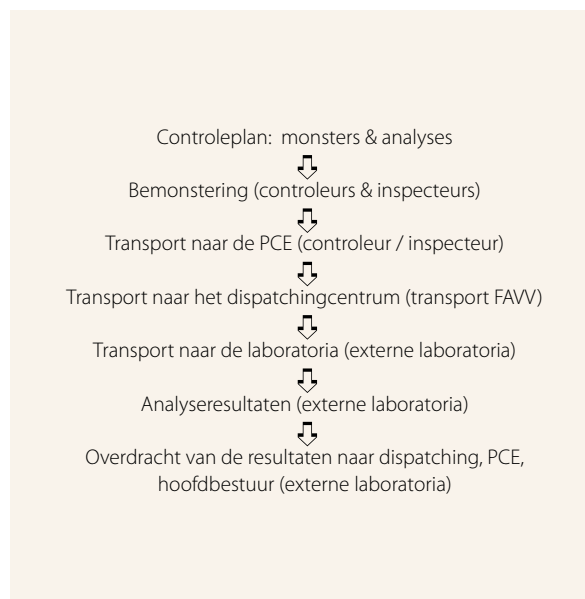 Controleplan: monsters & analyses
Bemonstering (controleurs & inspecteurs)
Transport naar de PCE (controleur / inspecteur)
Transport naar het dispatchingcentrum (transport FAVV)
Transport naar de laboratoria (externe laboratoria)
Analyseresultaten (externe laboratoria)
Overdracht van de resultaten naar dispatching, PCE,
hoofdbestuur (externe laboratoria)